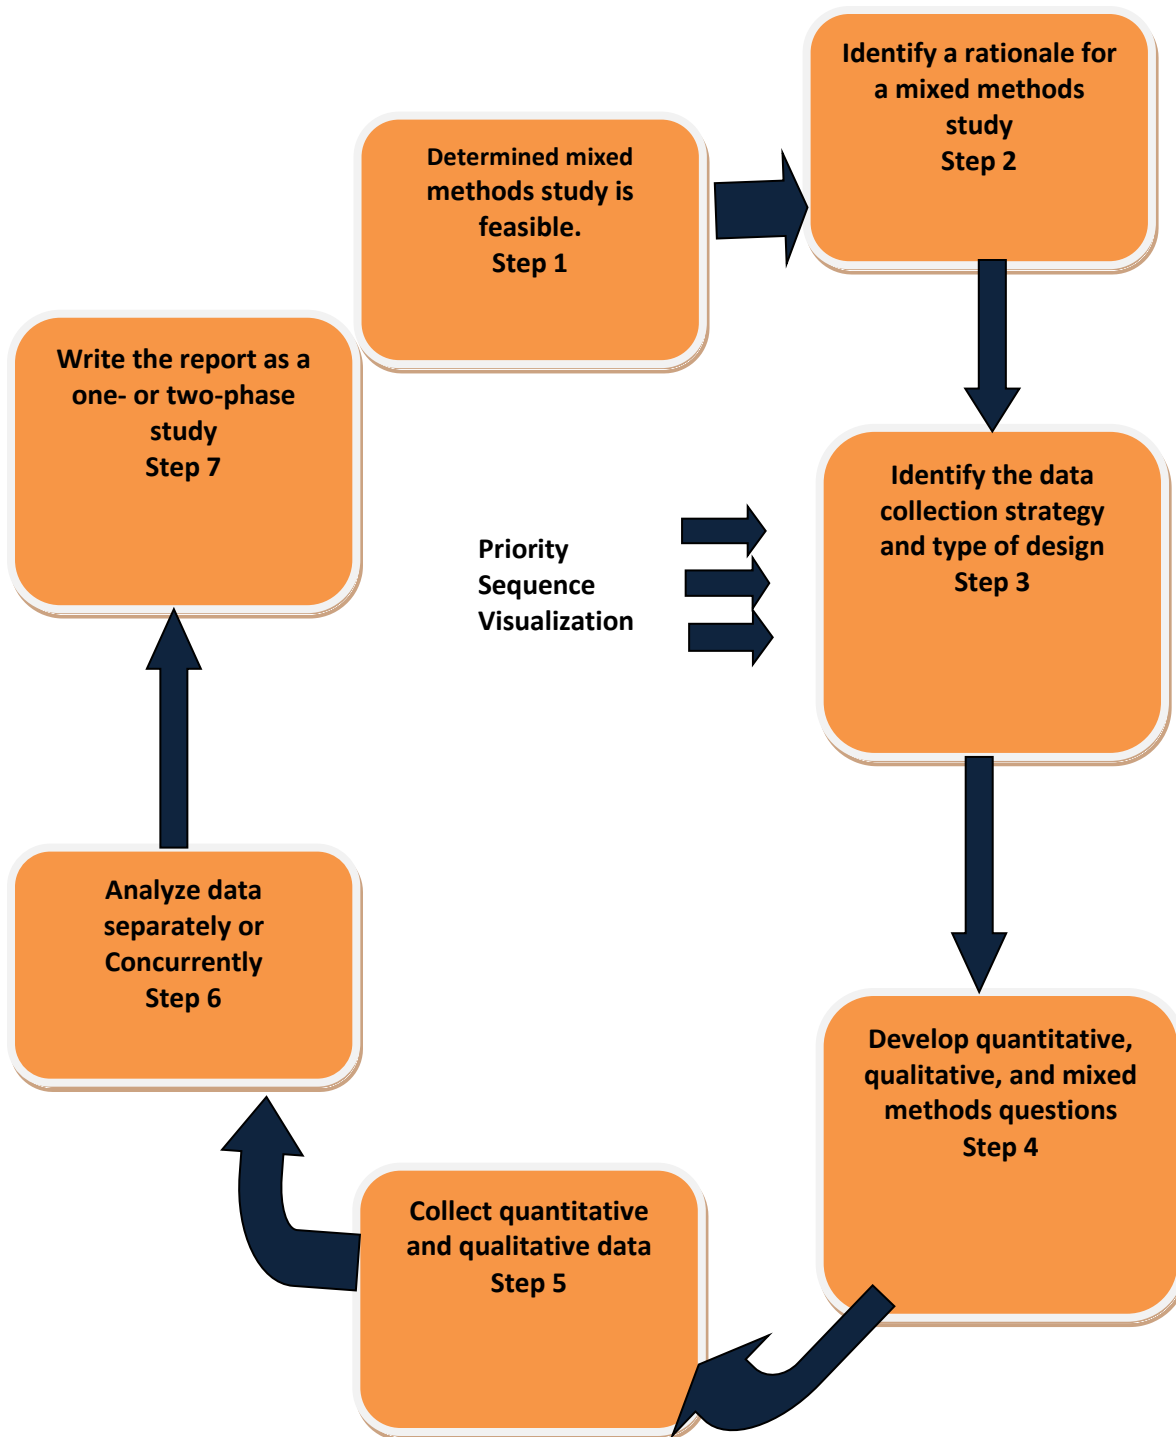 Determined mixed
methods study is
feasible.
Step 1
Identify a rationale for
a mixed methods
study
Step 2
Identify the data
collection strategy
and type of design
Step 3
Priority
Sequence
Visualization
Develop quantitative,
qualitative, and mixed
methods questions
Step 4
Collect quantitative
and qualitative data
Step 5
Analyze data
separately or
Concurrently
Step 6
Write the report as a
one- or two-phase
study
Step 7